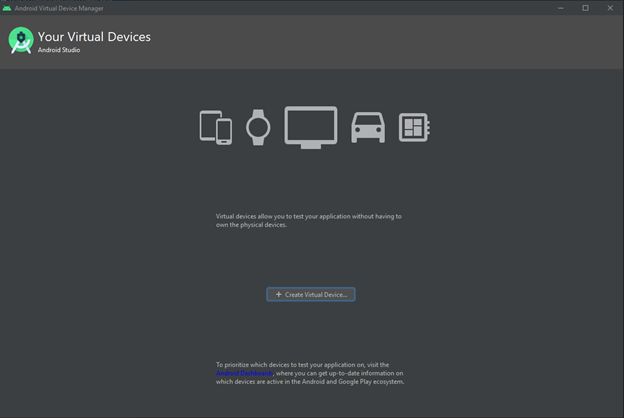 Android Virtual Device Manager
Your Virtual Devices
Android Studio
Virtual devices allow you to test your application without having to
own the physical devices.
+ Create Virtual Device...
To prioritize which devices to test your application on, visit the
Android Dashboards, where you can get up-to-date information on
which devices are active in the Android and Google Play ecosystem.